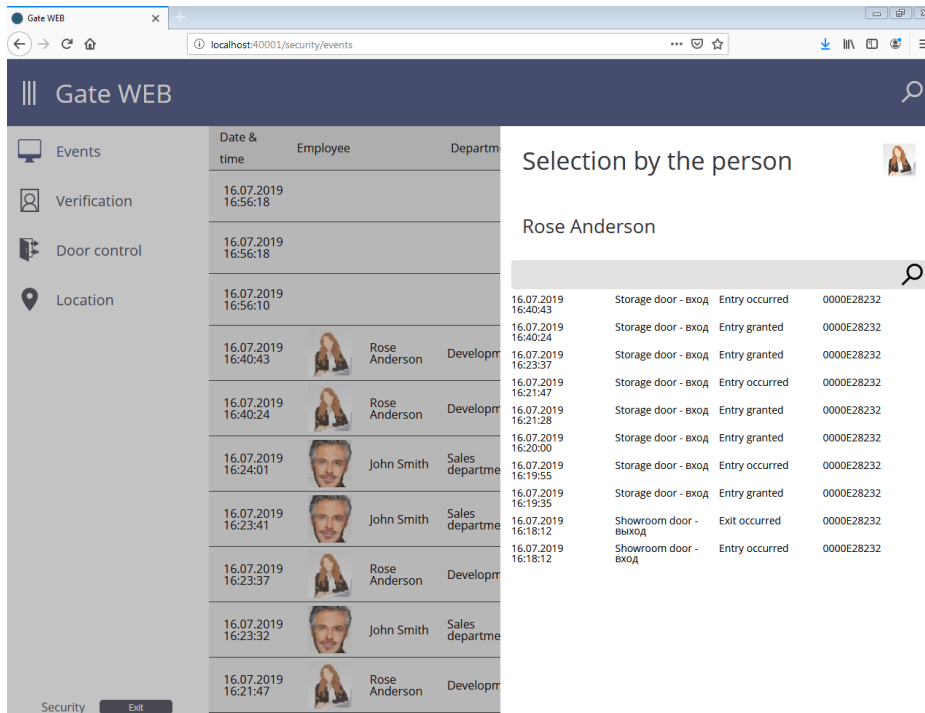 Gate WEB
localhost:40001/security/events
Gate WEB
Events
Verification
Door control
Location
Security
Exit
Date &
time
Employee
Departm
16.07.2019
16:56:18
16.07.2019
16:56:18
16.07.2019
16:56:10
16.07.2019
16:40:43
Rose
Anderson
Developm
16.07.2019
16:40:24
Rose
Anderson
Developm
16.07.2019
16:24:01
John Smith
Sales
departme
16.07.2019
16:23:41
John Smith
Sales
departme
16.07.2019
16:23:37
Rose
Anderson
Developm
16.07.2019
16:23:32
John Smith
Sales
departme
16.07.2019
16:21:47
Rose
Anderson
Developm
Selection by the person
Rose Anderson
16.07.2019 Storage door - вход Entry occurred 0000E28232
16:40:43
16.07.2019 Storage door - вход Entry granted 0000E28232
16:40:24
16.07.2019 Storage door - вход Entry granted 0000E28232
16:23:37
16.07.2019 Storage door - вход Entry occurred 0000E28232
16:21:47
16.07.2019 Storage door - вход Entry granted 0000E28232
16:21:28
16.07.2019 Storage door - вход Entry granted 0000E28232
16:20:00
16.07.2019 Storage door - вход Entry occurred 0000E28232
16:19:55
16.07.2019 Storage door - вход Entry granted 0000E28232
16:19:35
16.07.2019 Showroom door - Exit occurred 0000E28232
16:18:12 выход
16.07.2019 Showroom door - Entry occurred 0000E28232
16:18:12 вход